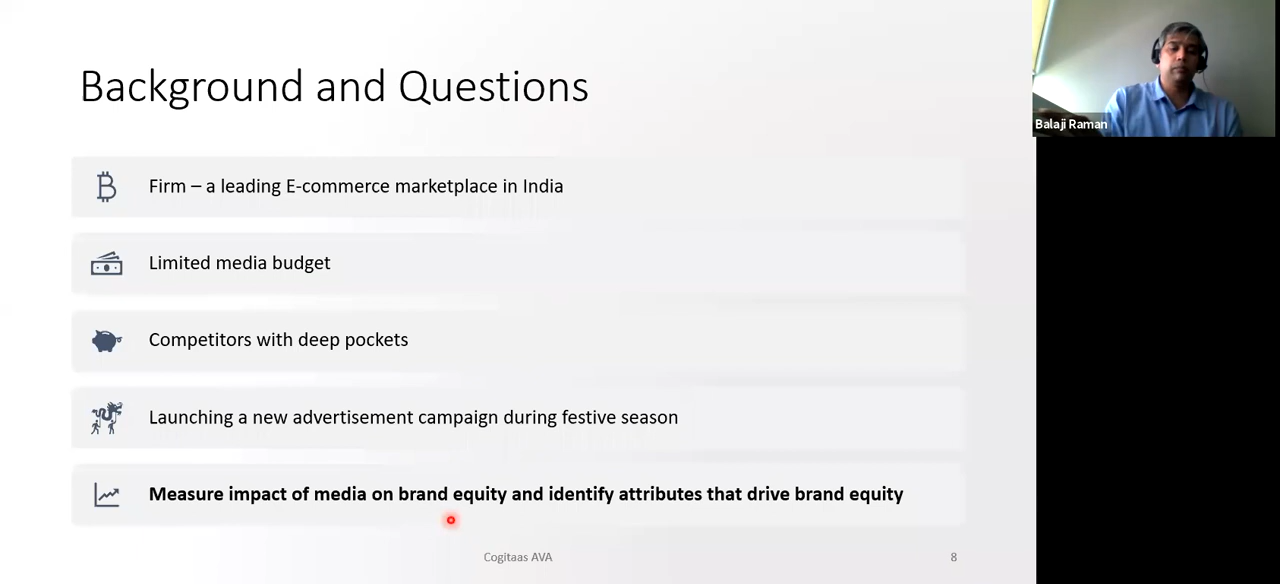 Background and Questions
Balaji Raman
Firm – a leading E-commerce marketplace in India
Limited media budget
Competitors with deep pockets
Launching a new advertisement campaign during festive season
Measure impact of media on brand equity and identify attributes that drive brand equity
Cogitaas AVA
8